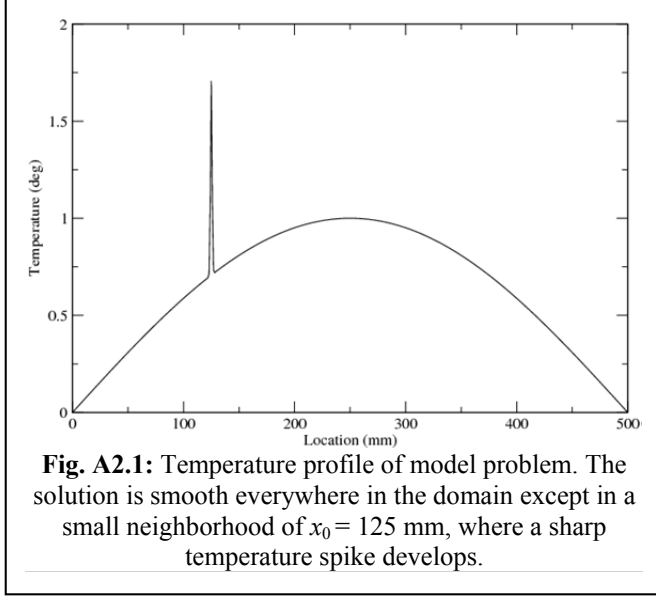 2
1.5
1
0.5
0
Temperature (deg)
0 100 200 300 400 500
Location (mm)
Fig. A2.1: Temperature profile of model problem. The
solution is smooth everywhere in the domain except in a
small neighborhood of x₀ = 125 mm, where a sharp
temperature spike develops.